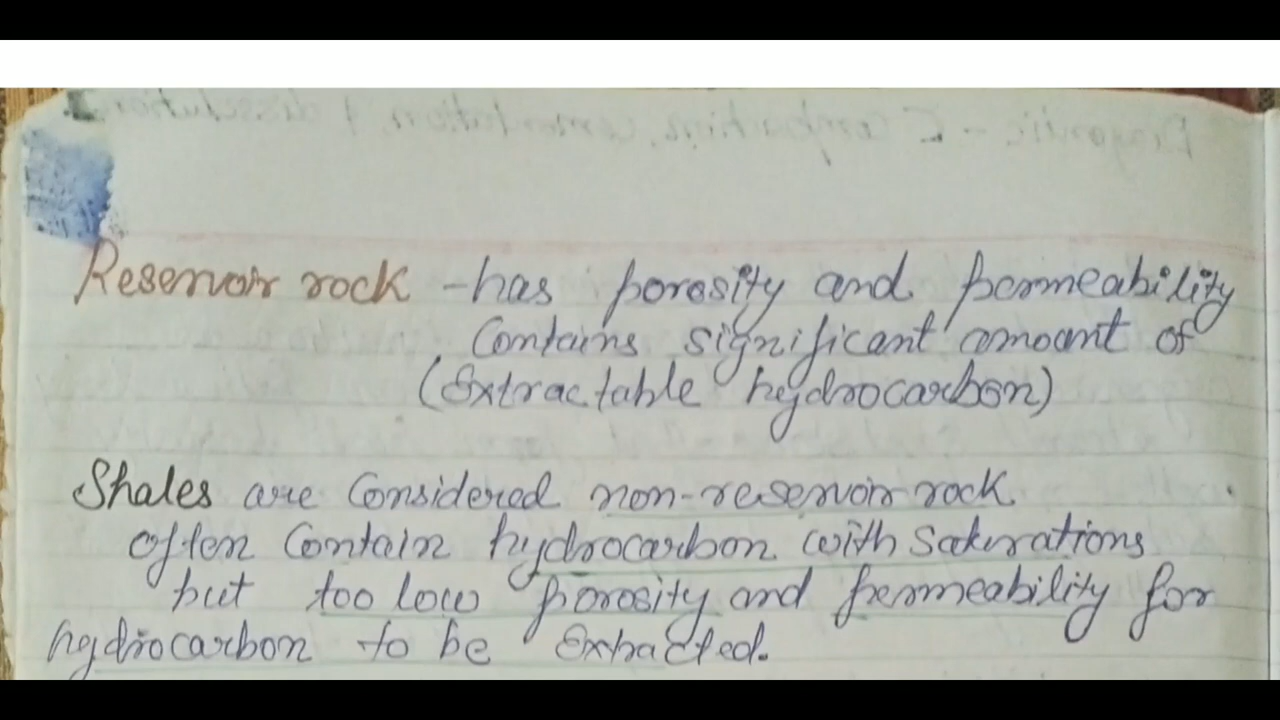 Reservoir rock - has porosity and permeability
Contains significant amount of
(Extractable hydrocarbon)
Shales are Considered non-reservoir rock
often Contain hydrocarbon with saturations
but too low porosity and permeability for
hydrocarbon to be Extracted.